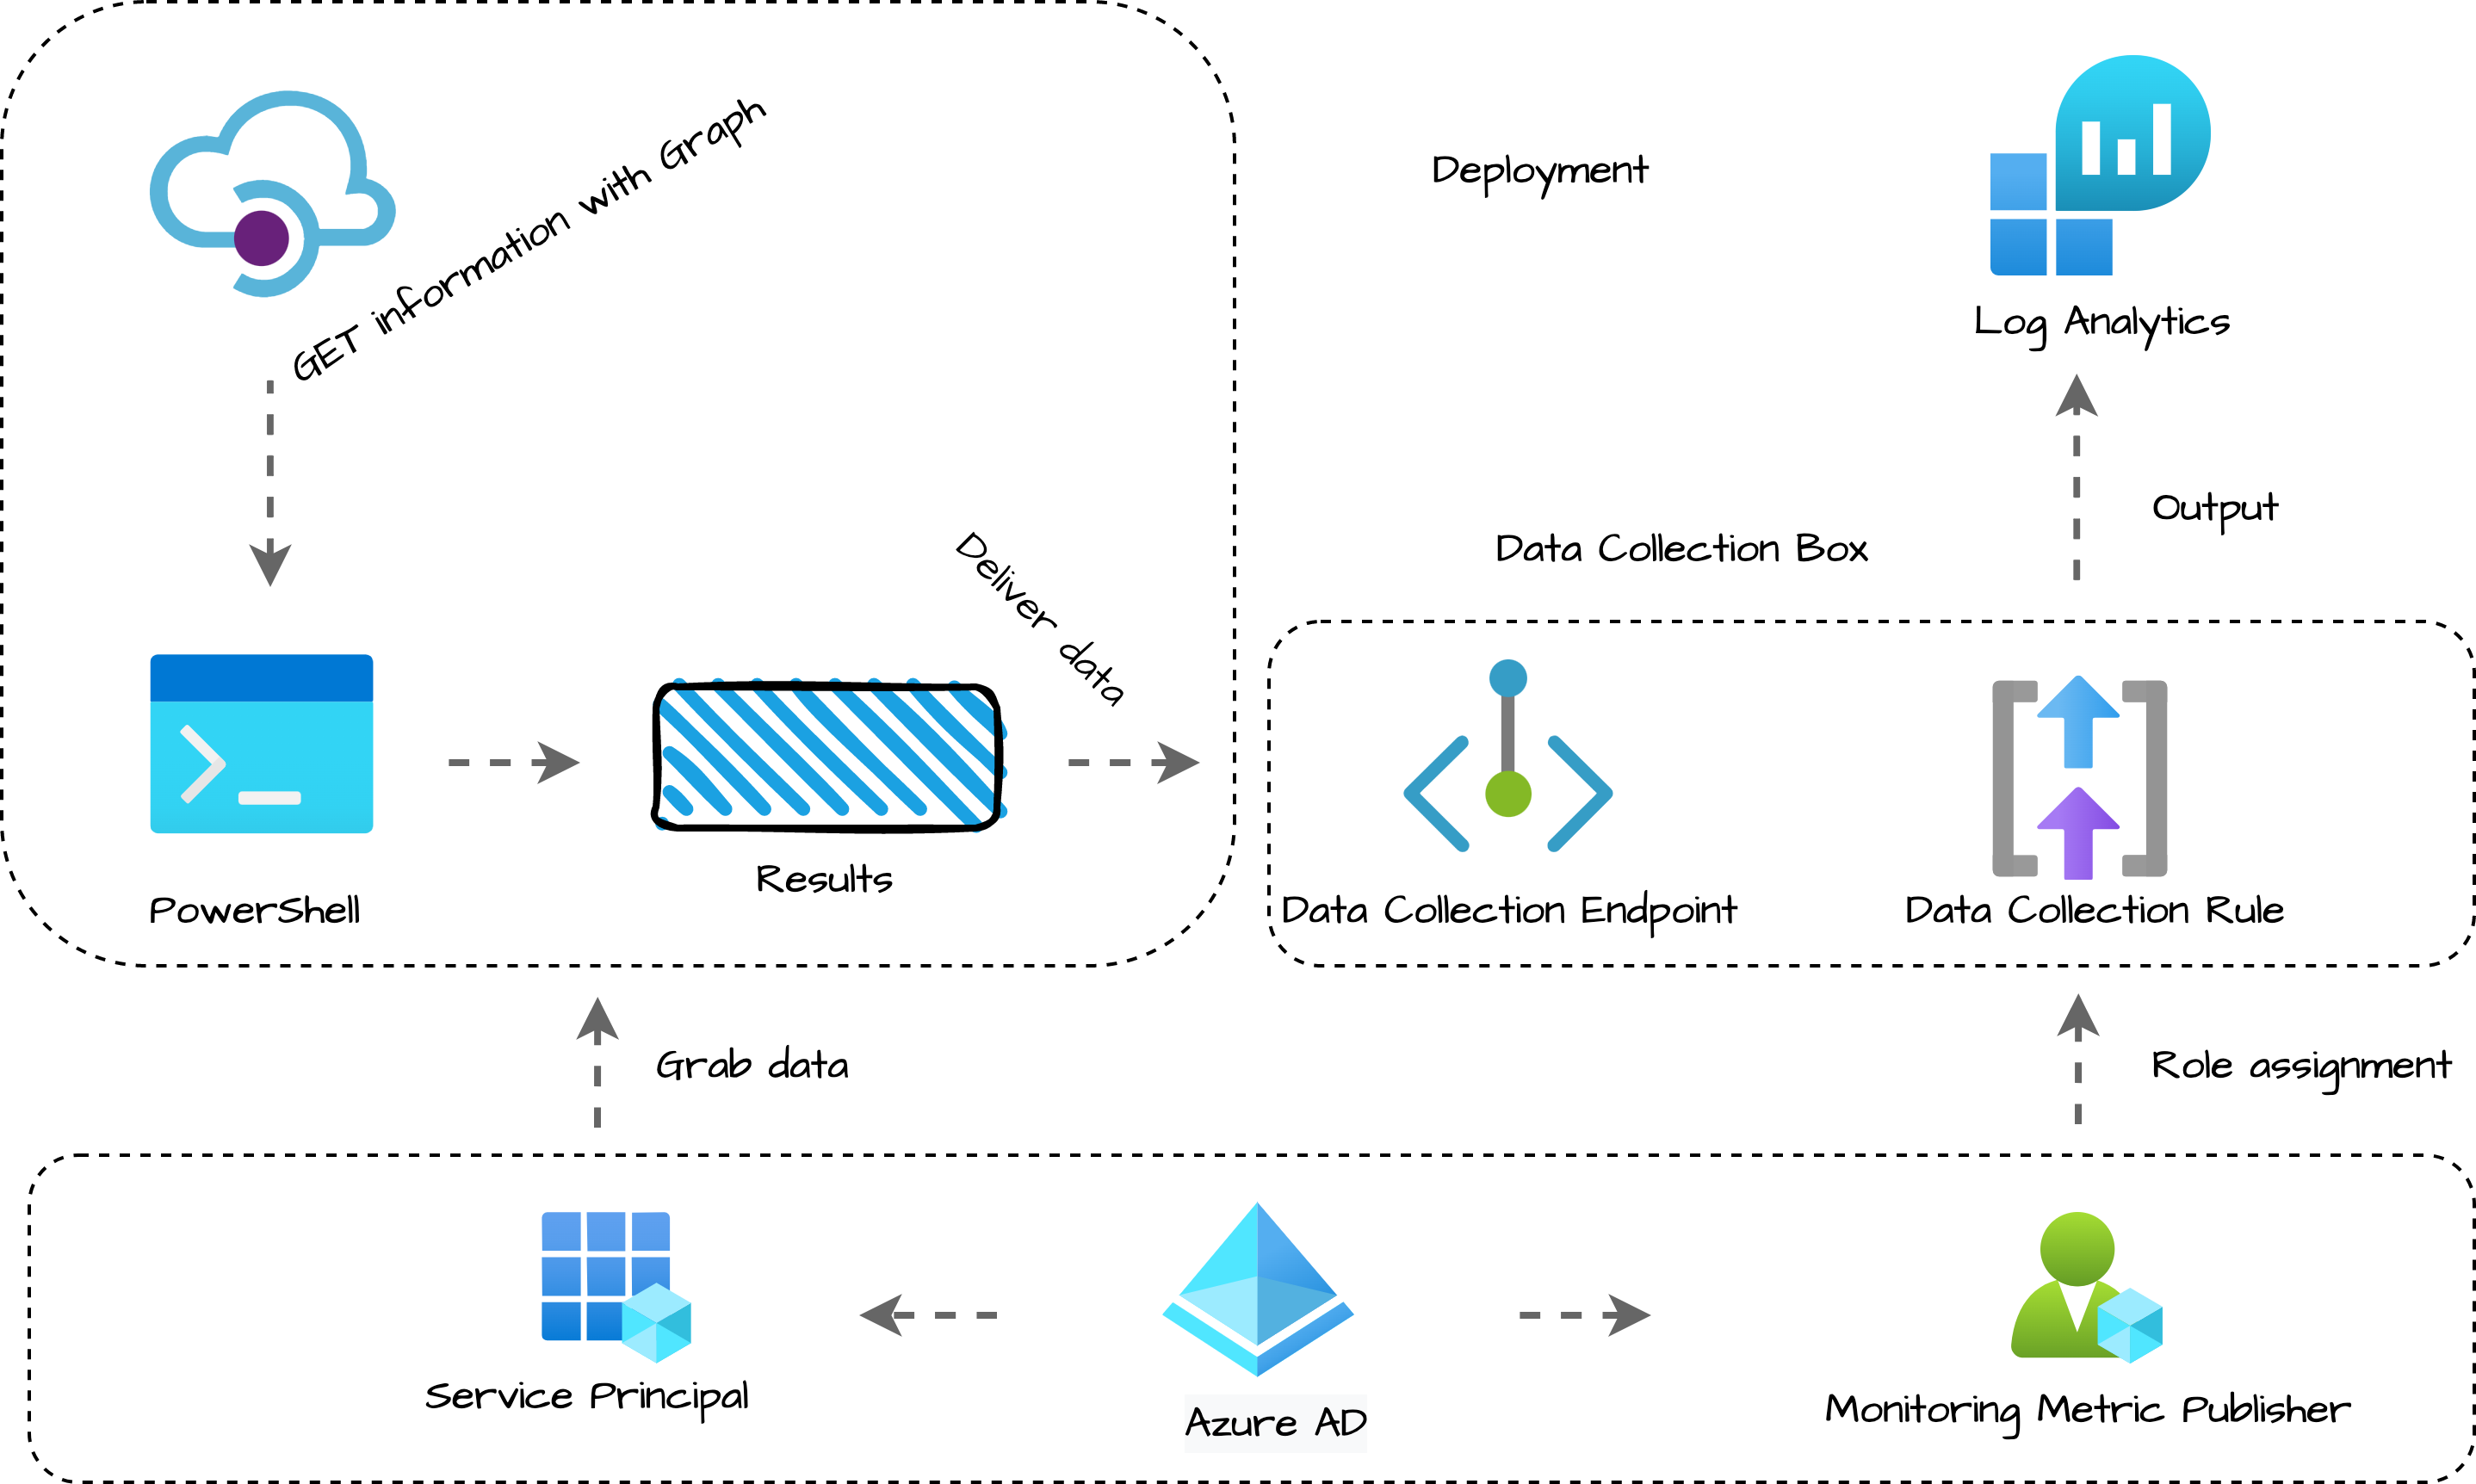 GET information with Graph
Deployment
Log Analytics
Output
Data Collection Box
Deliver data
PowerShell
Results
Data Collection Endpoint
Data Collection Rule
Grab data
Role assignment
Service Principal
Azure AD
Monitoring Metric Publisher